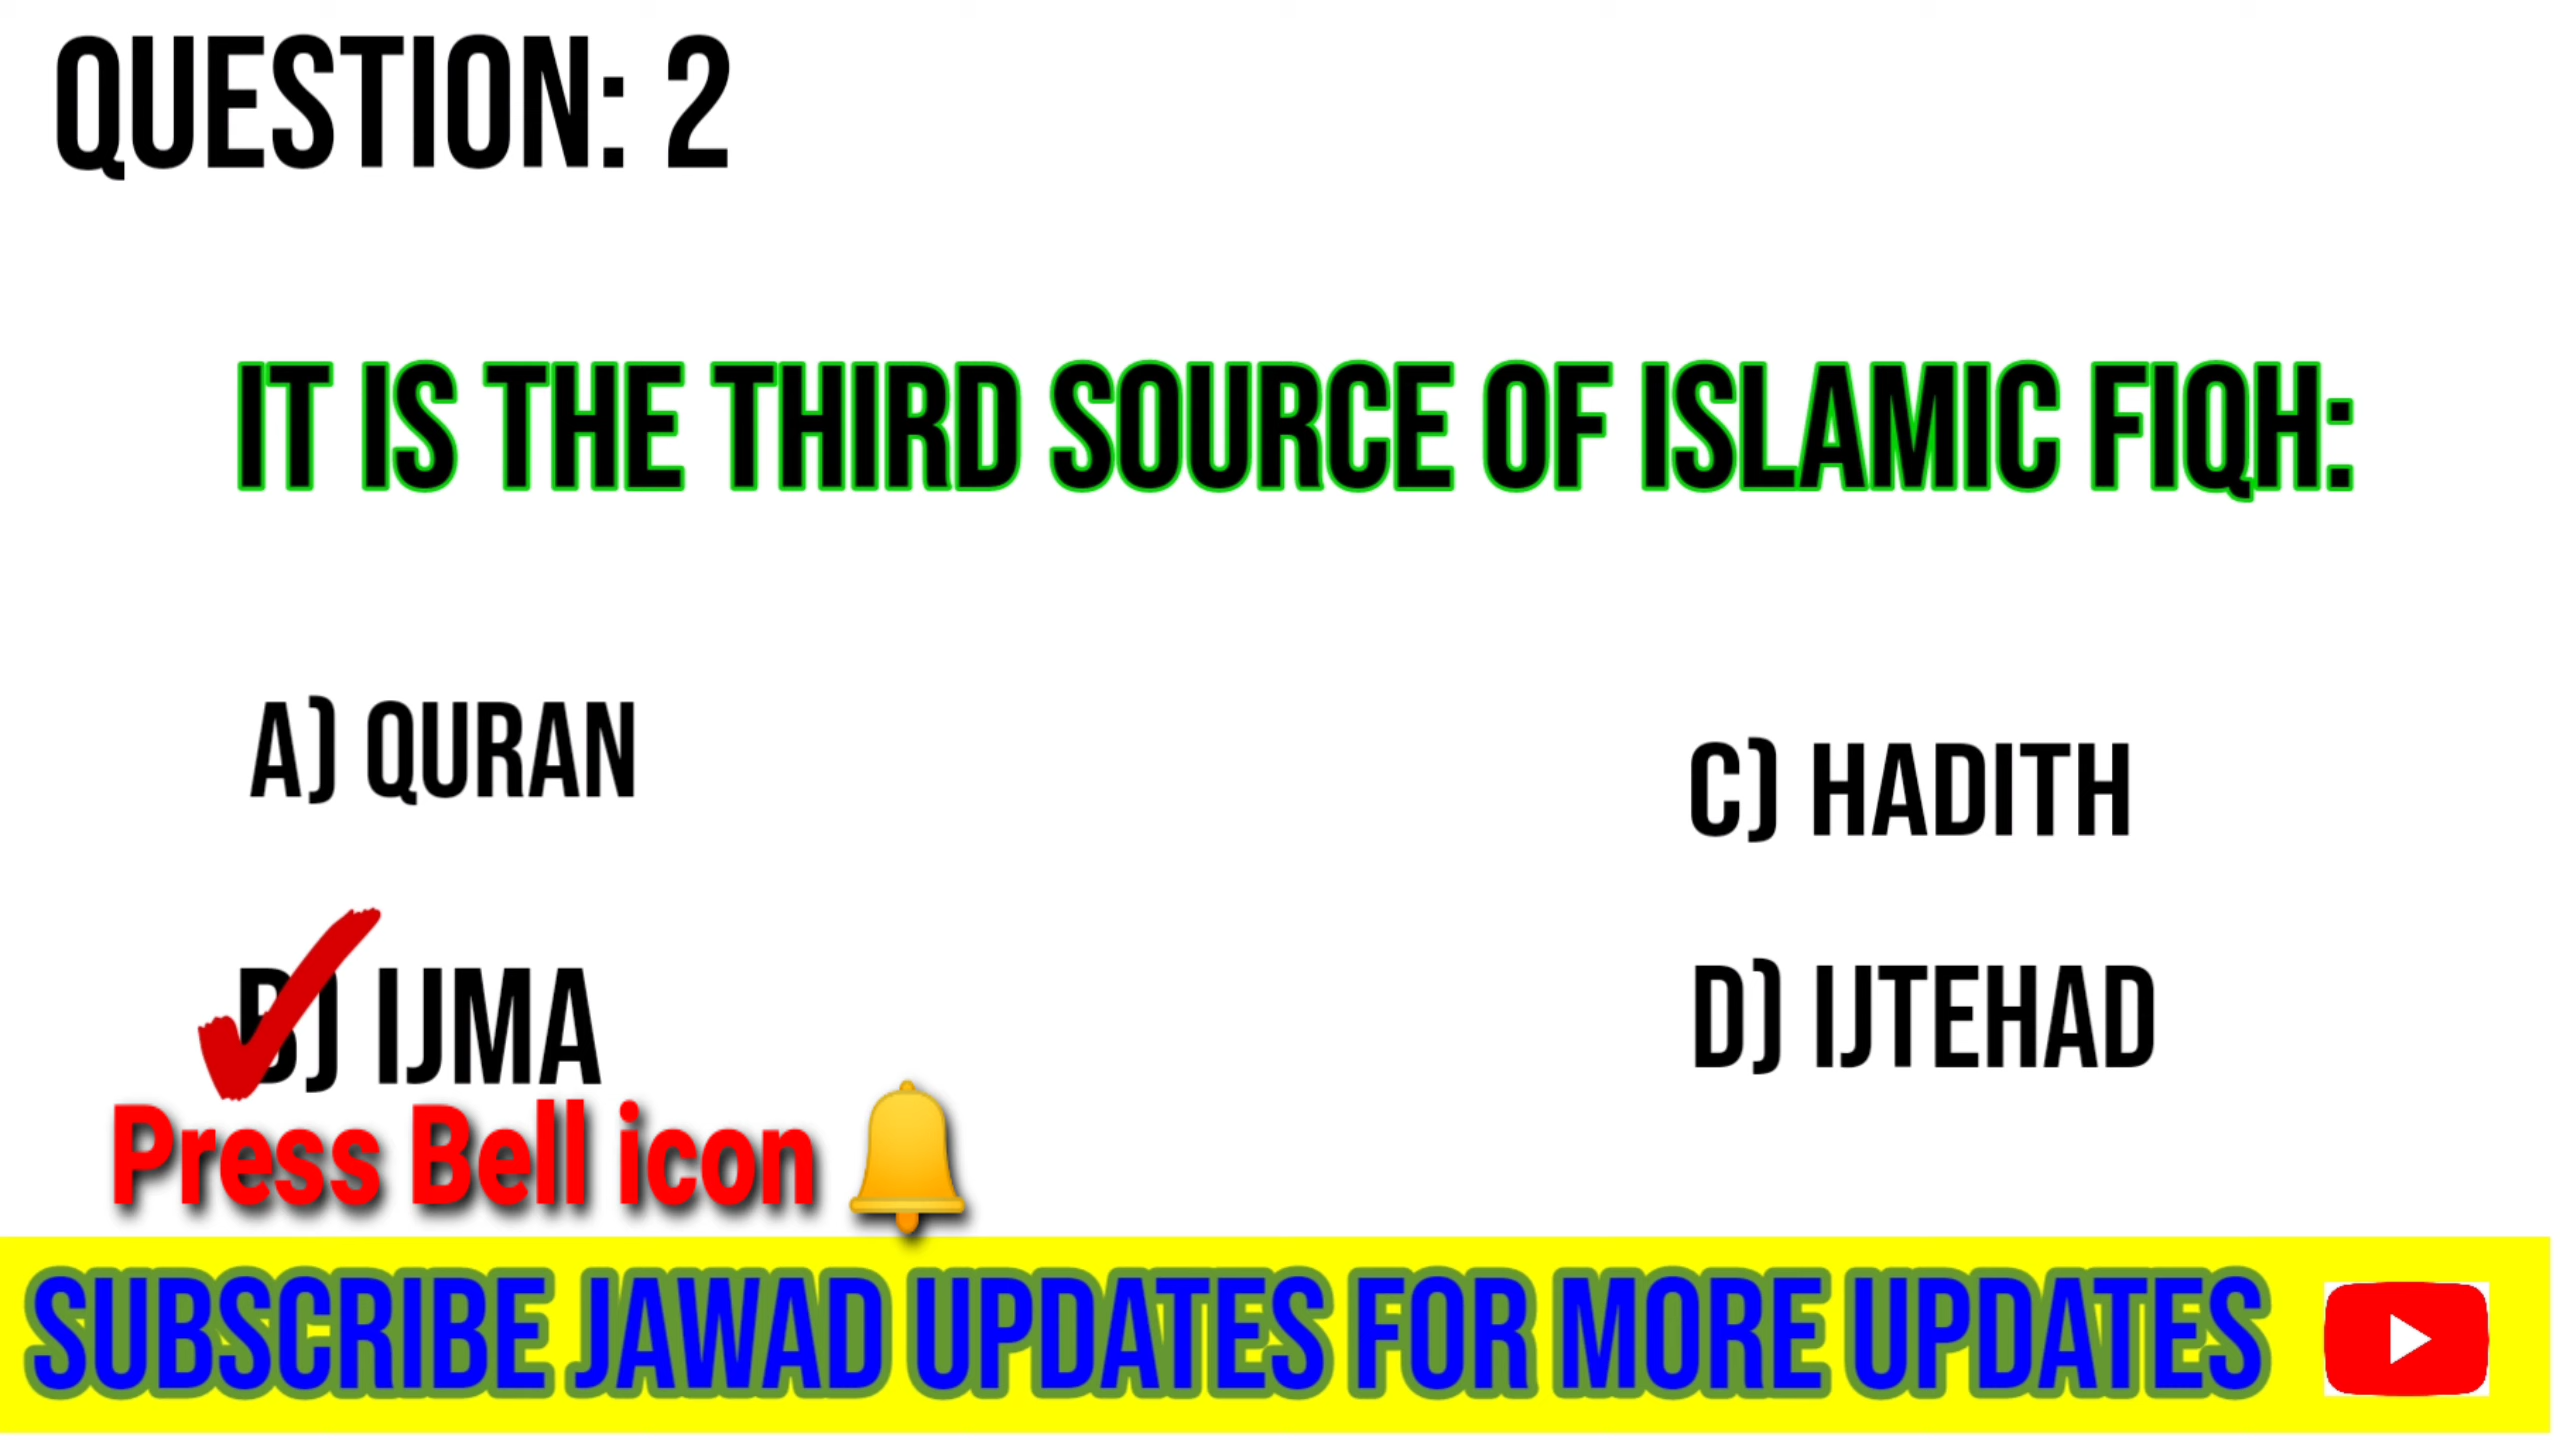 QUESTION: 2
IT IS THE THIRD SOURCE OF ISLAMIC FIQH:
A) QURAN
C) HADITH
B) IJMA
D) IJTEHAD
Press Bell icon
SUBSCRIBE JAWAD UPDATES FOR MORE UPDATES